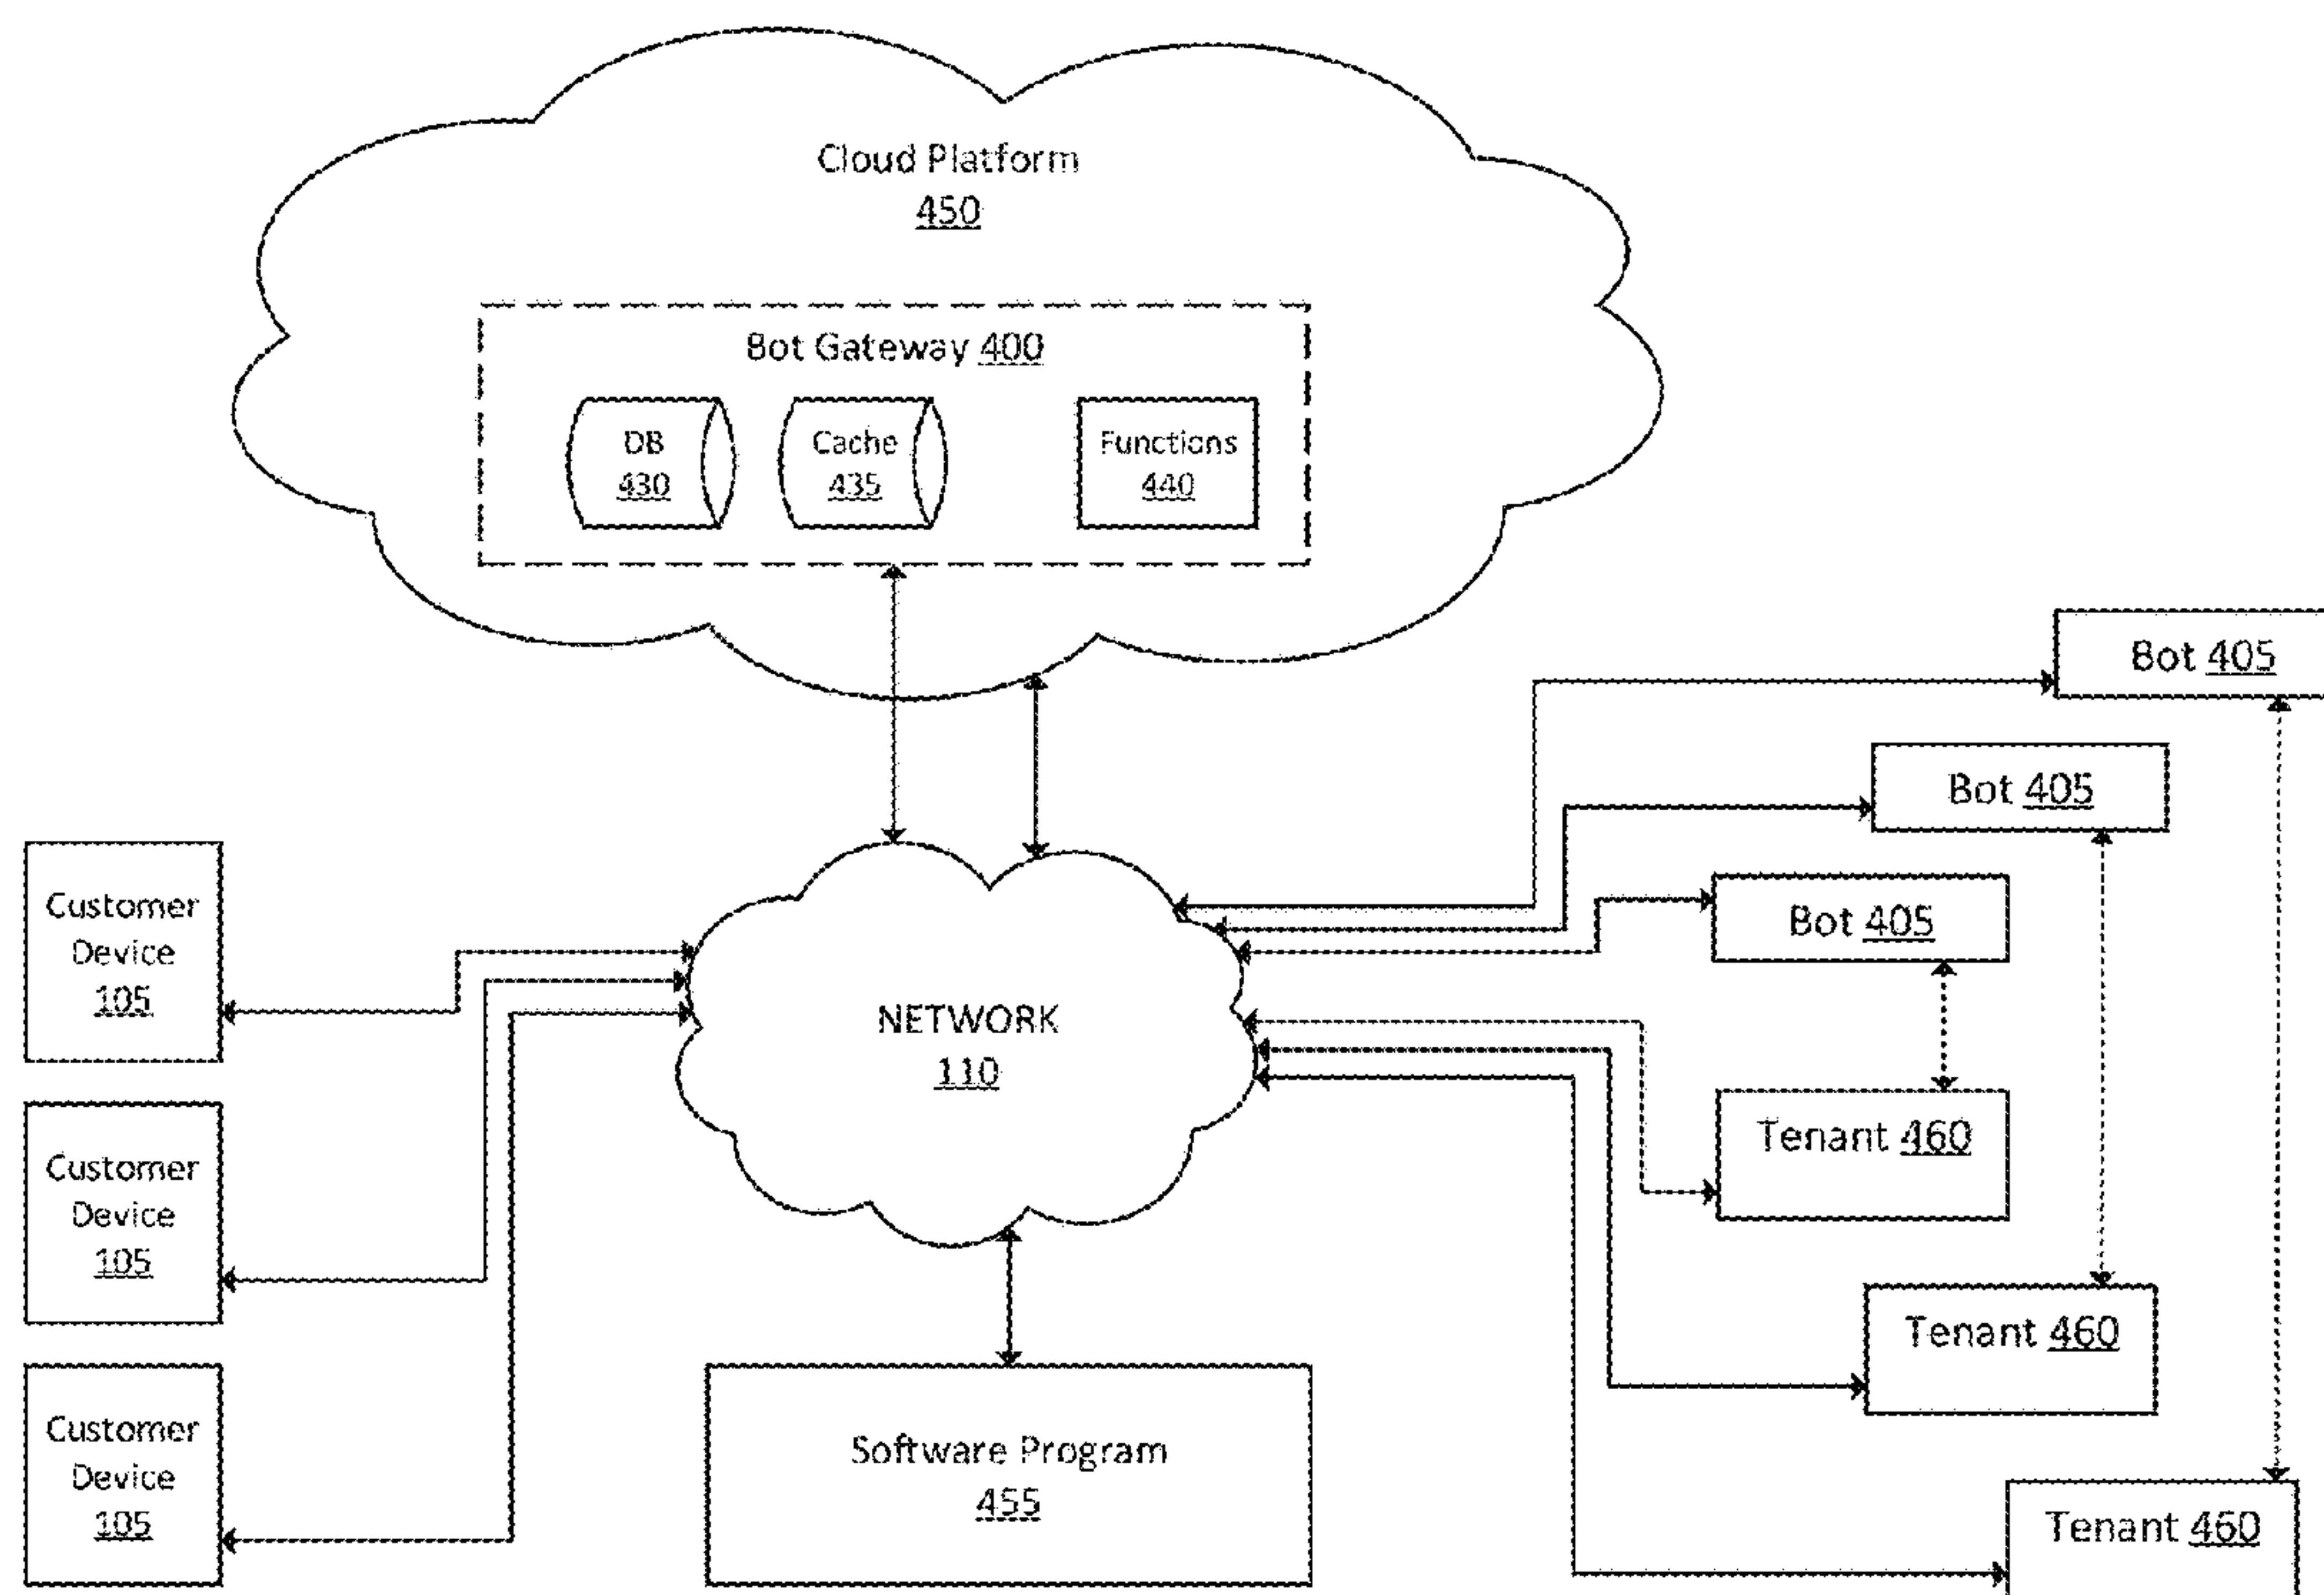 Cloud Platform
450
Bot Gateway 400
DB
430
Cache
435
Functions
440
Bot 405
Bot 405
Bot 405
Customer
Device
105
NETWORK
110
Tenant 460
Customer
Device
105
Tenant 460
Customer
Device
105
Software Program
455
Tenant 460